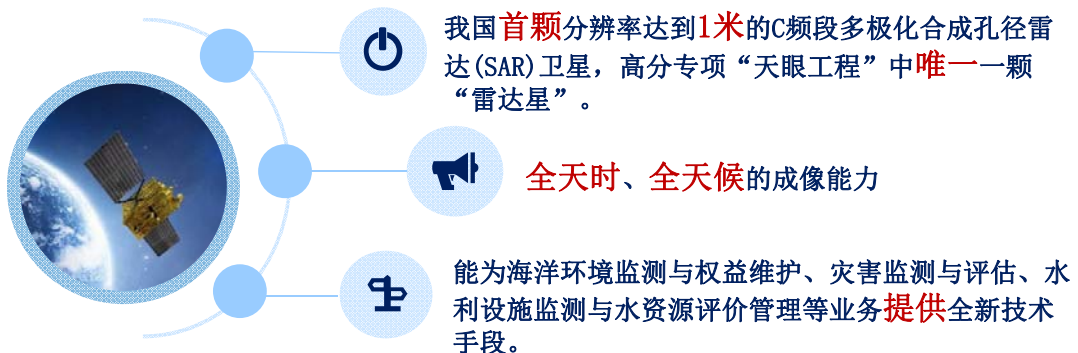 我国首颗分辨率达到1米的C频段多极化合成孔径雷
达(SAR)卫星，高分专项“天眼工程”中唯一一颗
“雷达星”。
全天时、全天候的成像能力
能为海洋环境监测与权益维护、灾害监测与评估、水
利设施监测与水资源评价管理等业务提供全新技术
手段。